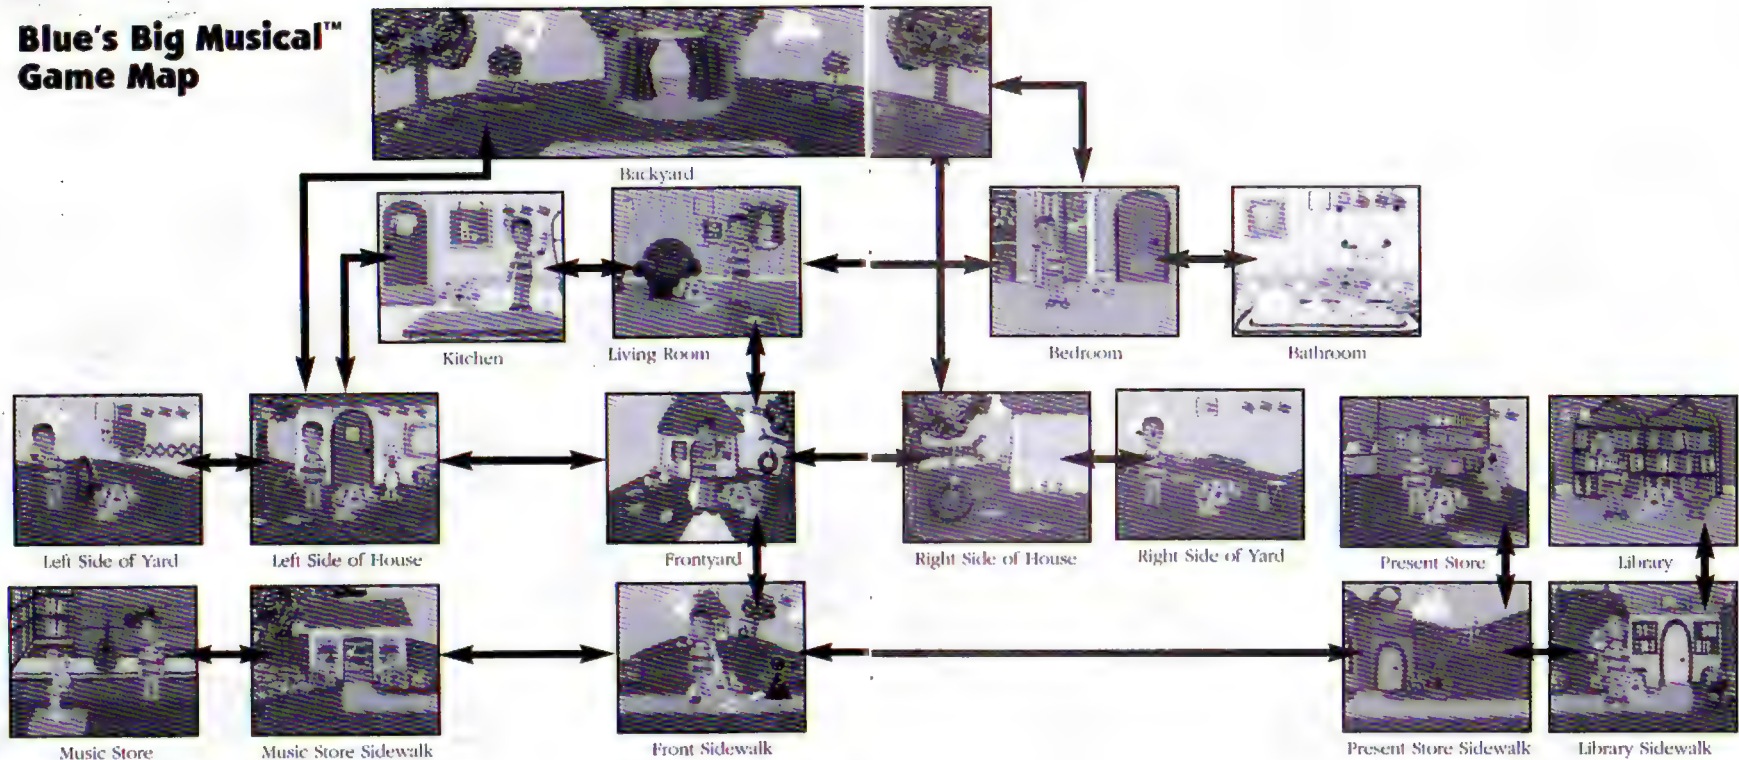 Blue's Big Musical™
Game Map
Backyard
Kitchen
Living Room
Bedroom
Bathroom
Left Side of Yard
Left Side of House
Frontyard
Right Side of House
Right Side of Yard
Present Store
Library
Music Store
Music Store Sidewalk
Front Sidewalk
Present Store Sidewalk
Library Sidewalk